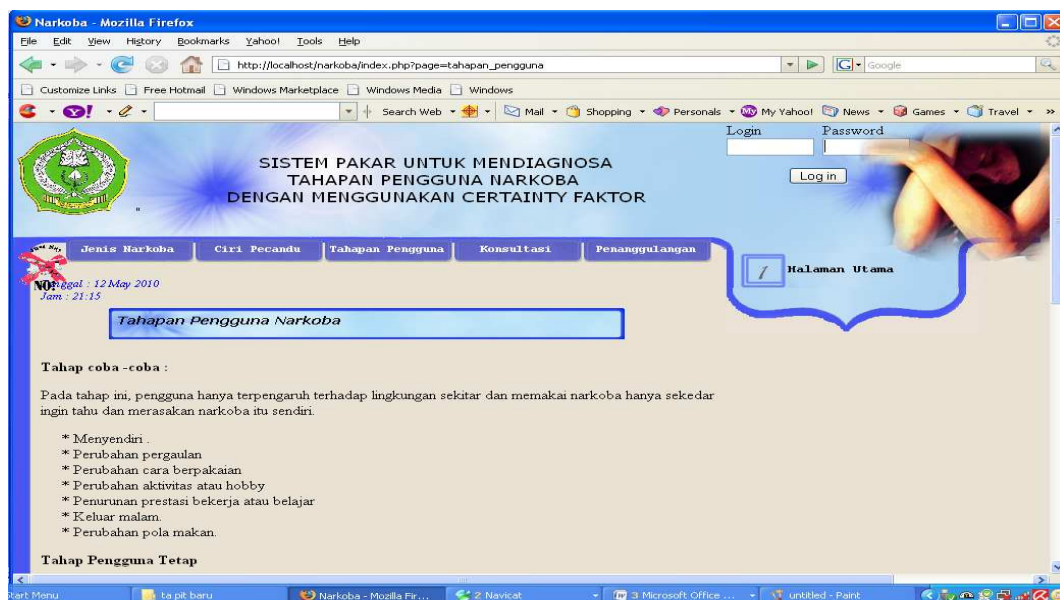 Narkoba - Mozilla Firefox
File Edit View History Bookmarks Yahoo! Tools Help
http://localhost/narkoba/index.php?page=tahapan_pengguna
Google
Customize Links Free Hotmail Windows Marketplace Windows Media Windows
Y! Search Web Mail Shopping Personals My Yahoo! News Games Travel »
Login Password
SISTEM PAKAR UNTUK MENDIAGNOSA
TAHAPAN PENGGUNA NARKOBA
DENGAN MENGGUNAKAN CERTAINTY FAKTOR
Log in
Jenis Narkoba Ciri Pecandu Tahapan Pengguna Konsultasi Penanggulangan
1 Halaman Utama
NO!
Tanggal : 12 May 2010
Jam : 21:15
Tahapan Pengguna Narkoba
Tahap coba -coba :
Pada tahap ini, pengguna hanya terpengaruh terhadap lingkungan sekitar dan memakai narkoba hanya sekedar
ingin tahu dan merasakan narkoba itu sendiri.
* Menyendiri .
* Perubahan pergaulan
* Perubahan cara berpakaian
* Perubahan aktivitas atau hobby
* Penurunan prestasi bekerja atau belajar
* Keluar malam.
* Perubahan pola makan.
Tahap Pengguna Tetap
tart Menu ta pit baru Narkoba - Mozilla Fir... 2 Navicat 3 Microsoft Office ... untitled - Paint